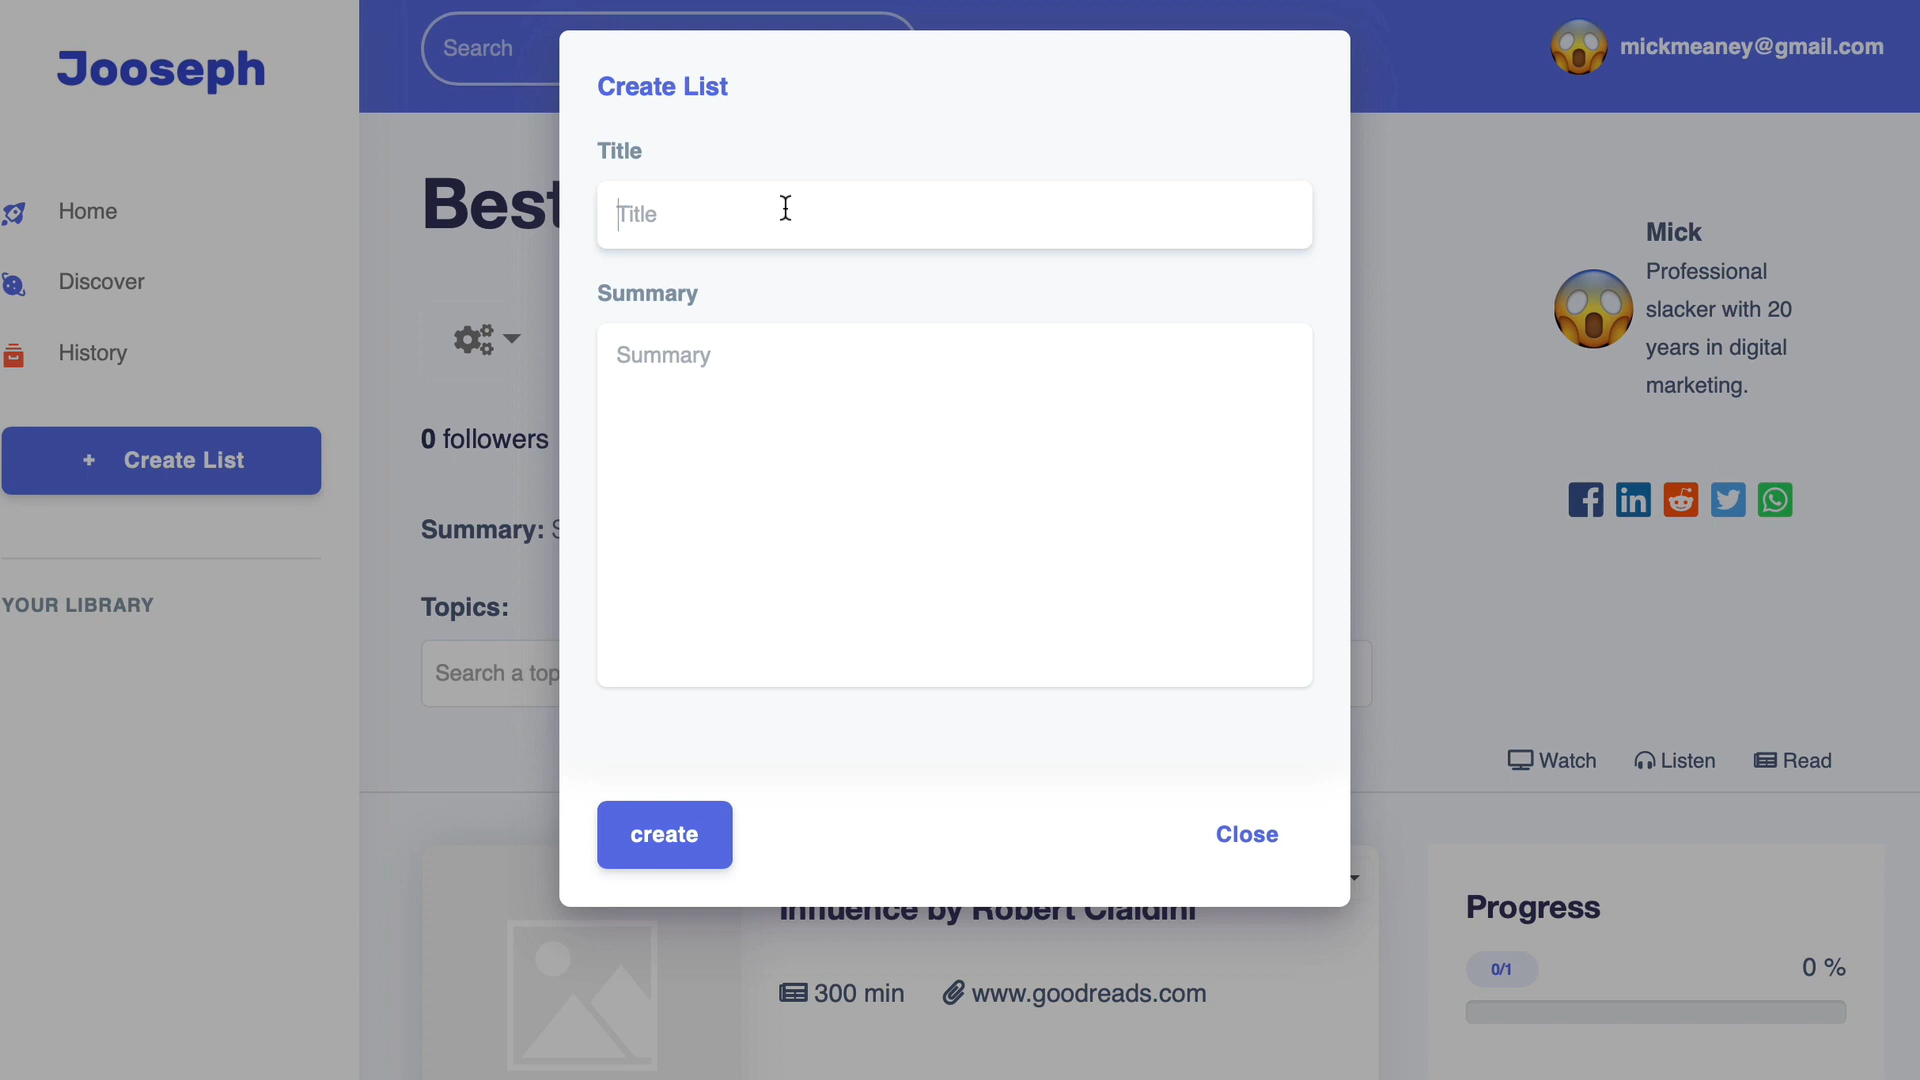 Jooseph
Search
mickmeaney@gmail.com
Home
Discover
History
+ Create List
YOUR LIBRARY
Best
0 followers
Summary: S
Topics:
Search a top
Create List
Title
Title
Summary
Summary
create
Close
Mick
Professional
slacker with 20
years in digital
marketing.
Watch
Listen
Read
Influence by Robert Cialdini
300 min
www.goodreads.com
Progress
0/1
0 %